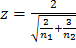 z = 2 / √(2/n₁ + 3/n₂)